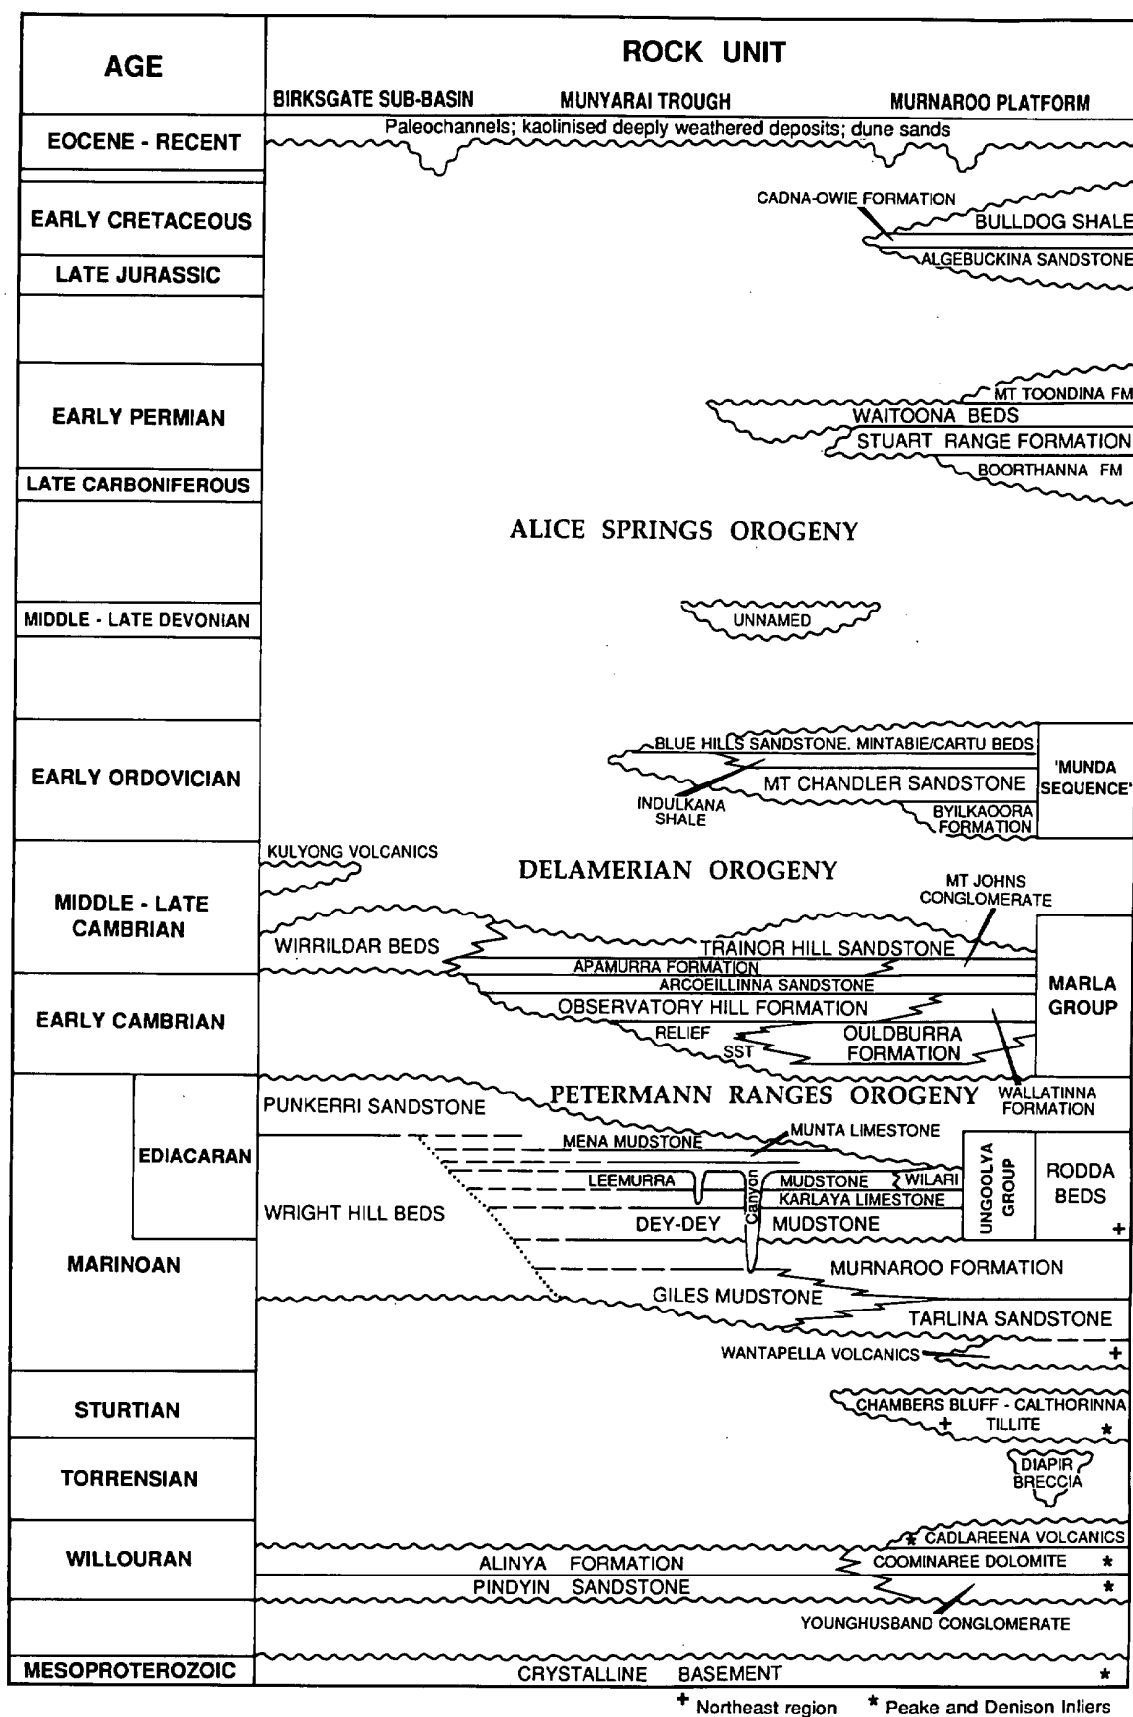 AGE
ROCK UNIT
BIRKSGATE SUB-BASIN
MUNYARAI TROUGH
MURNAROO PLATFORM
EOCENE - RECENT
Paleochannels; kaolinised deeply weathered deposits; dune sands
EARLY CRETACEOUS
CADNA-OWIE FORMATION
BULLDOG SHALE
ALGEBUCKINA SANDSTONE
LATE JURASSIC
EARLY PERMIAN
MT TOONDINA FM
WAITOONA BEDS
STUART RANGE FORMATION
BOORTHANNA FM
LATE CARBONIFEROUS
ALICE SPRINGS OROGENY
MIDDLE - LATE DEVONIAN
UNNAMED
EARLY ORDOVICIAN
BLUE HILLS SANDSTONE. MINTABIE/CARTU BEDS
MT CHANDLER SANDSTONE
INDULKANA
SHALE
BYILKAOORA
FORMATION
'MUNDA
SEQUENCE'
KULYONG VOLCANICS
DELAMERIAN OROGENY
MIDDLE - LATE
CAMBRIAN
MT JOHNS
CONGLOMERATE
WIRRILDAR BEDS
TRAINOR HILL SANDSTONE
APAMURRA FORMATION
ARCOEILLINNA SANDSTONE
EARLY CAMBRIAN
OBSERVATORY HILL FORMATION
RELIEF
SST
OULDBURRA
FORMATION
MARLA
GROUP
PETERMANN RANGES OROGENY
WALLATINNA
FORMATION
PUNKERRI SANDSTONE
EDIACARAN
MENA MUDSTONE
MUNTA LIMESTONE
LEEMURRA
Canyon
MUDSTONE
WILARI
KARLAYA LIMESTONE
WRIGHT HILL BEDS
DEY-DEY
MUDSTONE
UNGOOLYA
GROUP
RODDA
BEDS
+
MARINOAN
MURNAROO FORMATION
GILES MUDSTONE
TARLINA SANDSTONE
WANTAPELLA VOLCANICS
+
STURTIAN
CHAMBERS BLUFF - CALTHORINNA
+ TILLITE *
TORRENSIAN
DIAPIR
BRECCIA
WILLOURAN
* CADLAREENA VOLCANICS
ALINYA FORMATION
COOMINAREE DOLOMITE *
PINDYIN SANDSTONE
*
YOUNGHUSBAND CONGLOMERATE
MESOPROTEROZOIC
CRYSTALLINE BASEMENT
*
+ Northeast region * Peake and Denison Inliers